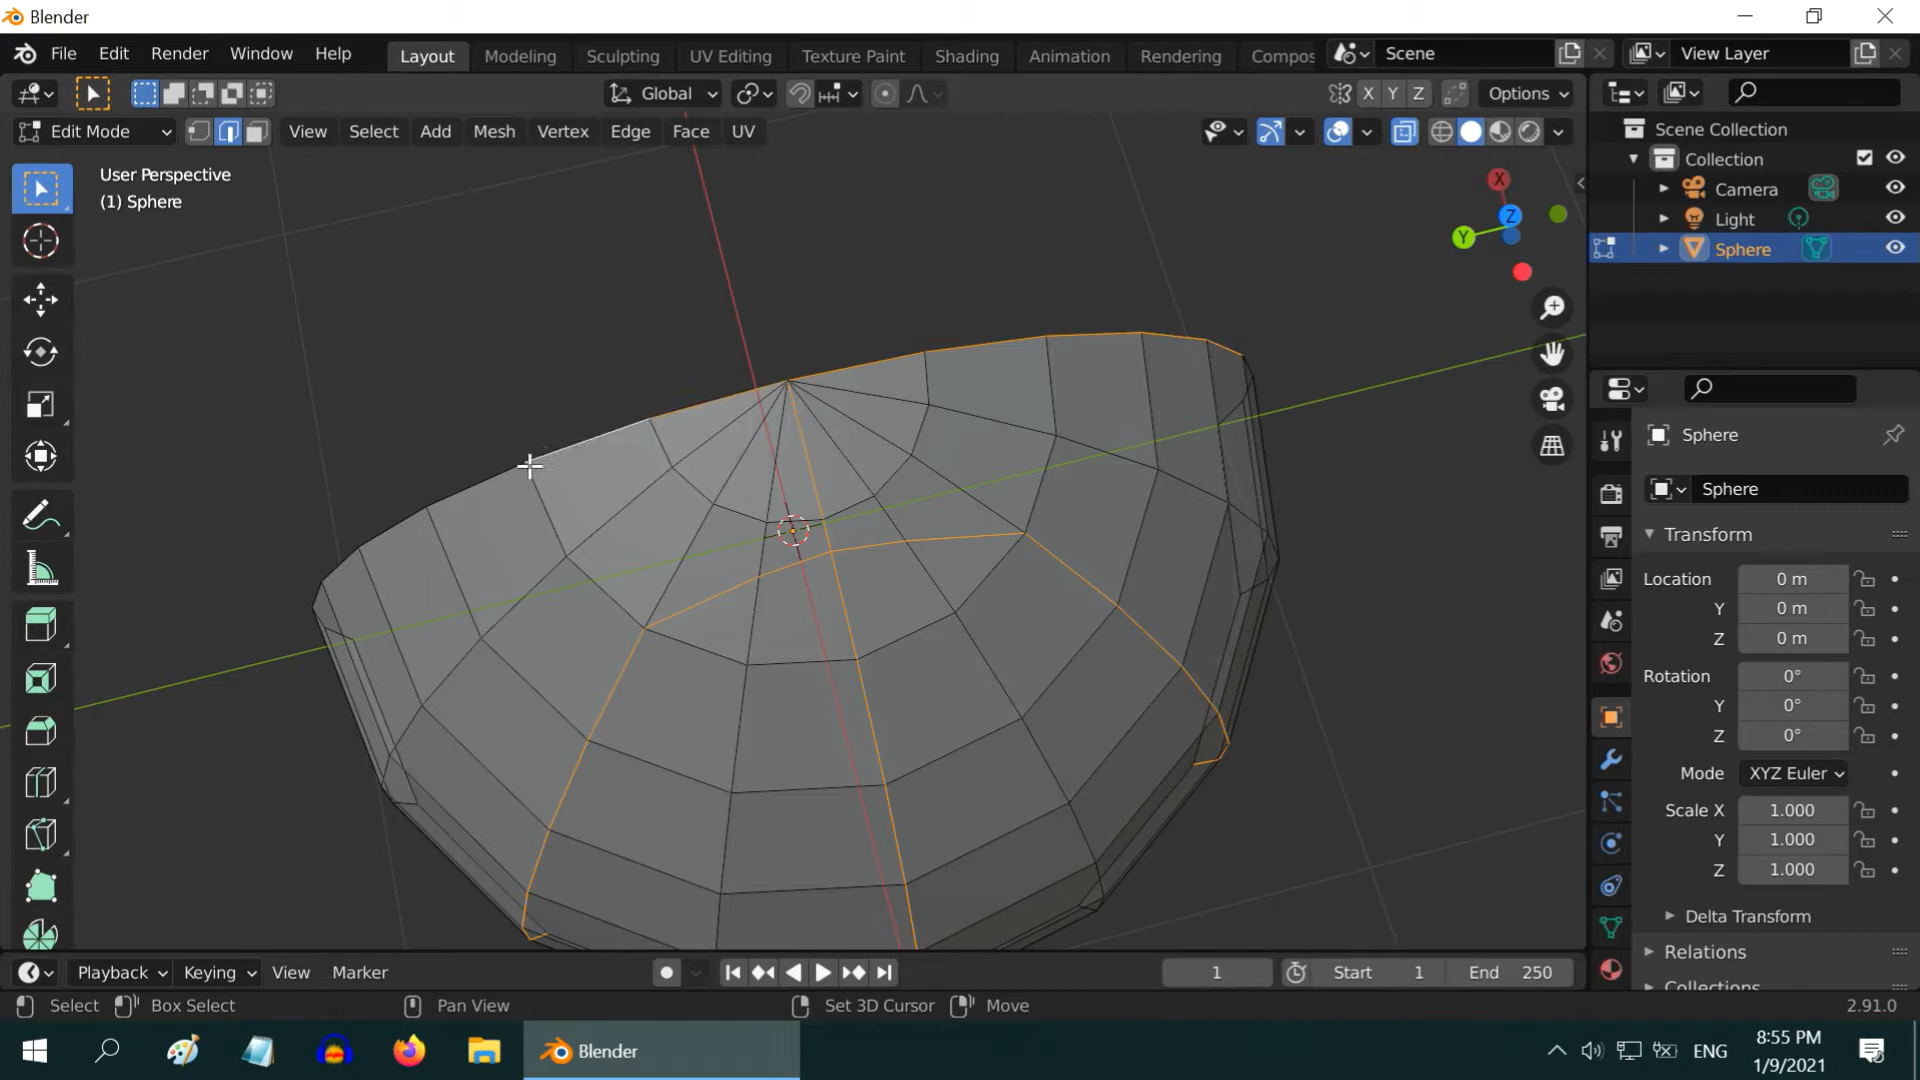 Blender
File Edit Render Window Help Layout Modeling Sculpting UV Editing Texture Paint Shading Animation Rendering Compos Scene View Layer
Global X Y Z Options
Edit Mode View Select Add Mesh Vertex Edge Face UV
User Perspective
(1) Sphere
X
Y
Z
Scene Collection
Collection
Camera
Light
Sphere
Sphere
Sphere
Transform
Location 0 m
Y 0 m
Z 0 m
Rotation 0°
Y 0°
Z 0°
Mode XYZ Euler
Scale X 1.000
Y 1.000
Z 1.000
Delta Transform
Relations
Collections
Playback Keying View Marker 1 Start 1 End 250
Select Box Select Pan View Set 3D Cursor Move 2.91.0
Blender ENG 8:55 PM
1/9/2021